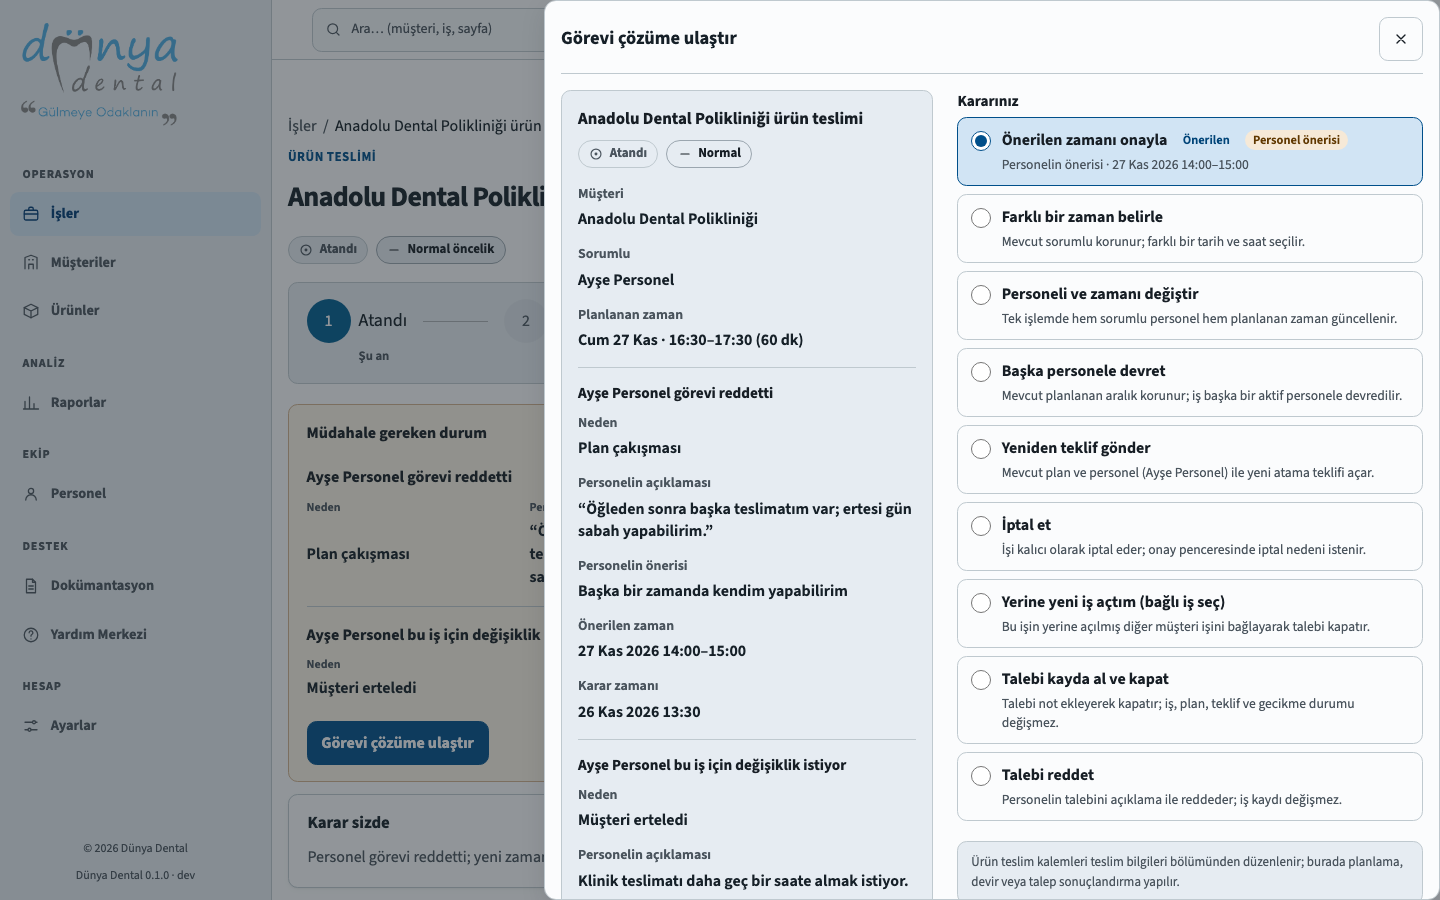 dünya
dental
“Gülmeye Odaklanın”
OPERASYON
İşler
Müşteriler
Ürünler
ANALİZ
Raporlar
EKİP
Personel
DESTEK
Dokümantasyon
Yardım Merkezi
HESAP
Ayarlar
© 2026 Dünya Dental
Dünya Dental 0.1.0 · dev
Ara… (müşteri, iş, sayfa)
İşler / Anadolu Dental Polikliniği ürün
ÜRÜN TESLİMİ
Anadolu Dental Polikli
Atandı
Normal öncelik
1 Atandı 2
Şu an
Müdahale gereken durum
Ayşe Personel görevi reddetti
Neden
Plan çakışması
Ayşe Personel bu iş için değişiklik
Neden
Müşteri erteledi
Görevi çözüme ulaştır
Karar sizde
Personel görevi reddetti; yeni zaman
Görevi çözüme ulaştır
Anadolu Dental Polikliniği ürün teslimi
Atandı
Normal
Müşteri
Anadolu Dental Polikliniği
Sorumlu
Ayşe Personel
Planlanan zaman
Cum 27 Kas · 16:30–17:30 (60 dk)
Ayşe Personel görevi reddetti
Neden
Plan çakışması
Personelin açıklaması
“Öğleden sonra başka teslimatım var; ertesi gün
sabah yapabilirim.”
Personelin önerisi
Başka bir zamanda kendim yapabilirim
Önerilen zaman
27 Kas 2026 14:00–15:00
Karar zamanı
26 Kas 2026 13:30
Ayşe Personel bu iş için değişiklik istiyor
Neden
Müşteri erteledi
Personelin açıklaması
Klinik teslimatı daha geç bir saate almak istiyor.
Kararınız
Önerilen zamanı onayla Önerilen Personel önerisi
Personelin önerisi · 27 Kas 2026 14:00–15:00
Farklı bir zaman belirle
Mevcut sorumlu korunur; farklı bir tarih ve saat seçilir.
Personeli ve zamanı değiştir
Tek işlemde hem sorumlu personel hem planlanan zaman güncellenir.
Başka personele devret
Mevcut planlanan aralık korunur; iş başka bir aktif personele devredilir.
Yeniden teklif gönder
Mevcut plan ve personel (Ayşe Personel) ile yeni atama teklifi açar.
İptal et
İşi kalıcı olarak iptal eder; onay penceresinde iptal nedeni istenir.
Yerine yeni iş açtım (bağlı iş seç)
Bu işin yerine açılmış diğer müşteri işini bağlayarak talebi kapatır.
Talebi kayda al ve kapat
Talebi not ekleyerek kapatır; iş, plan, teklif ve gecikme durumu
değişmez.
Talebi reddet
Personelin talebini açıklama ile reddeder; iş kaydı değişmez.
Ürün teslim kalemleri teslim bilgileri bölümünden düzenlenir; burada planlama,
devir veya talep sonuçlandırma yapılır.